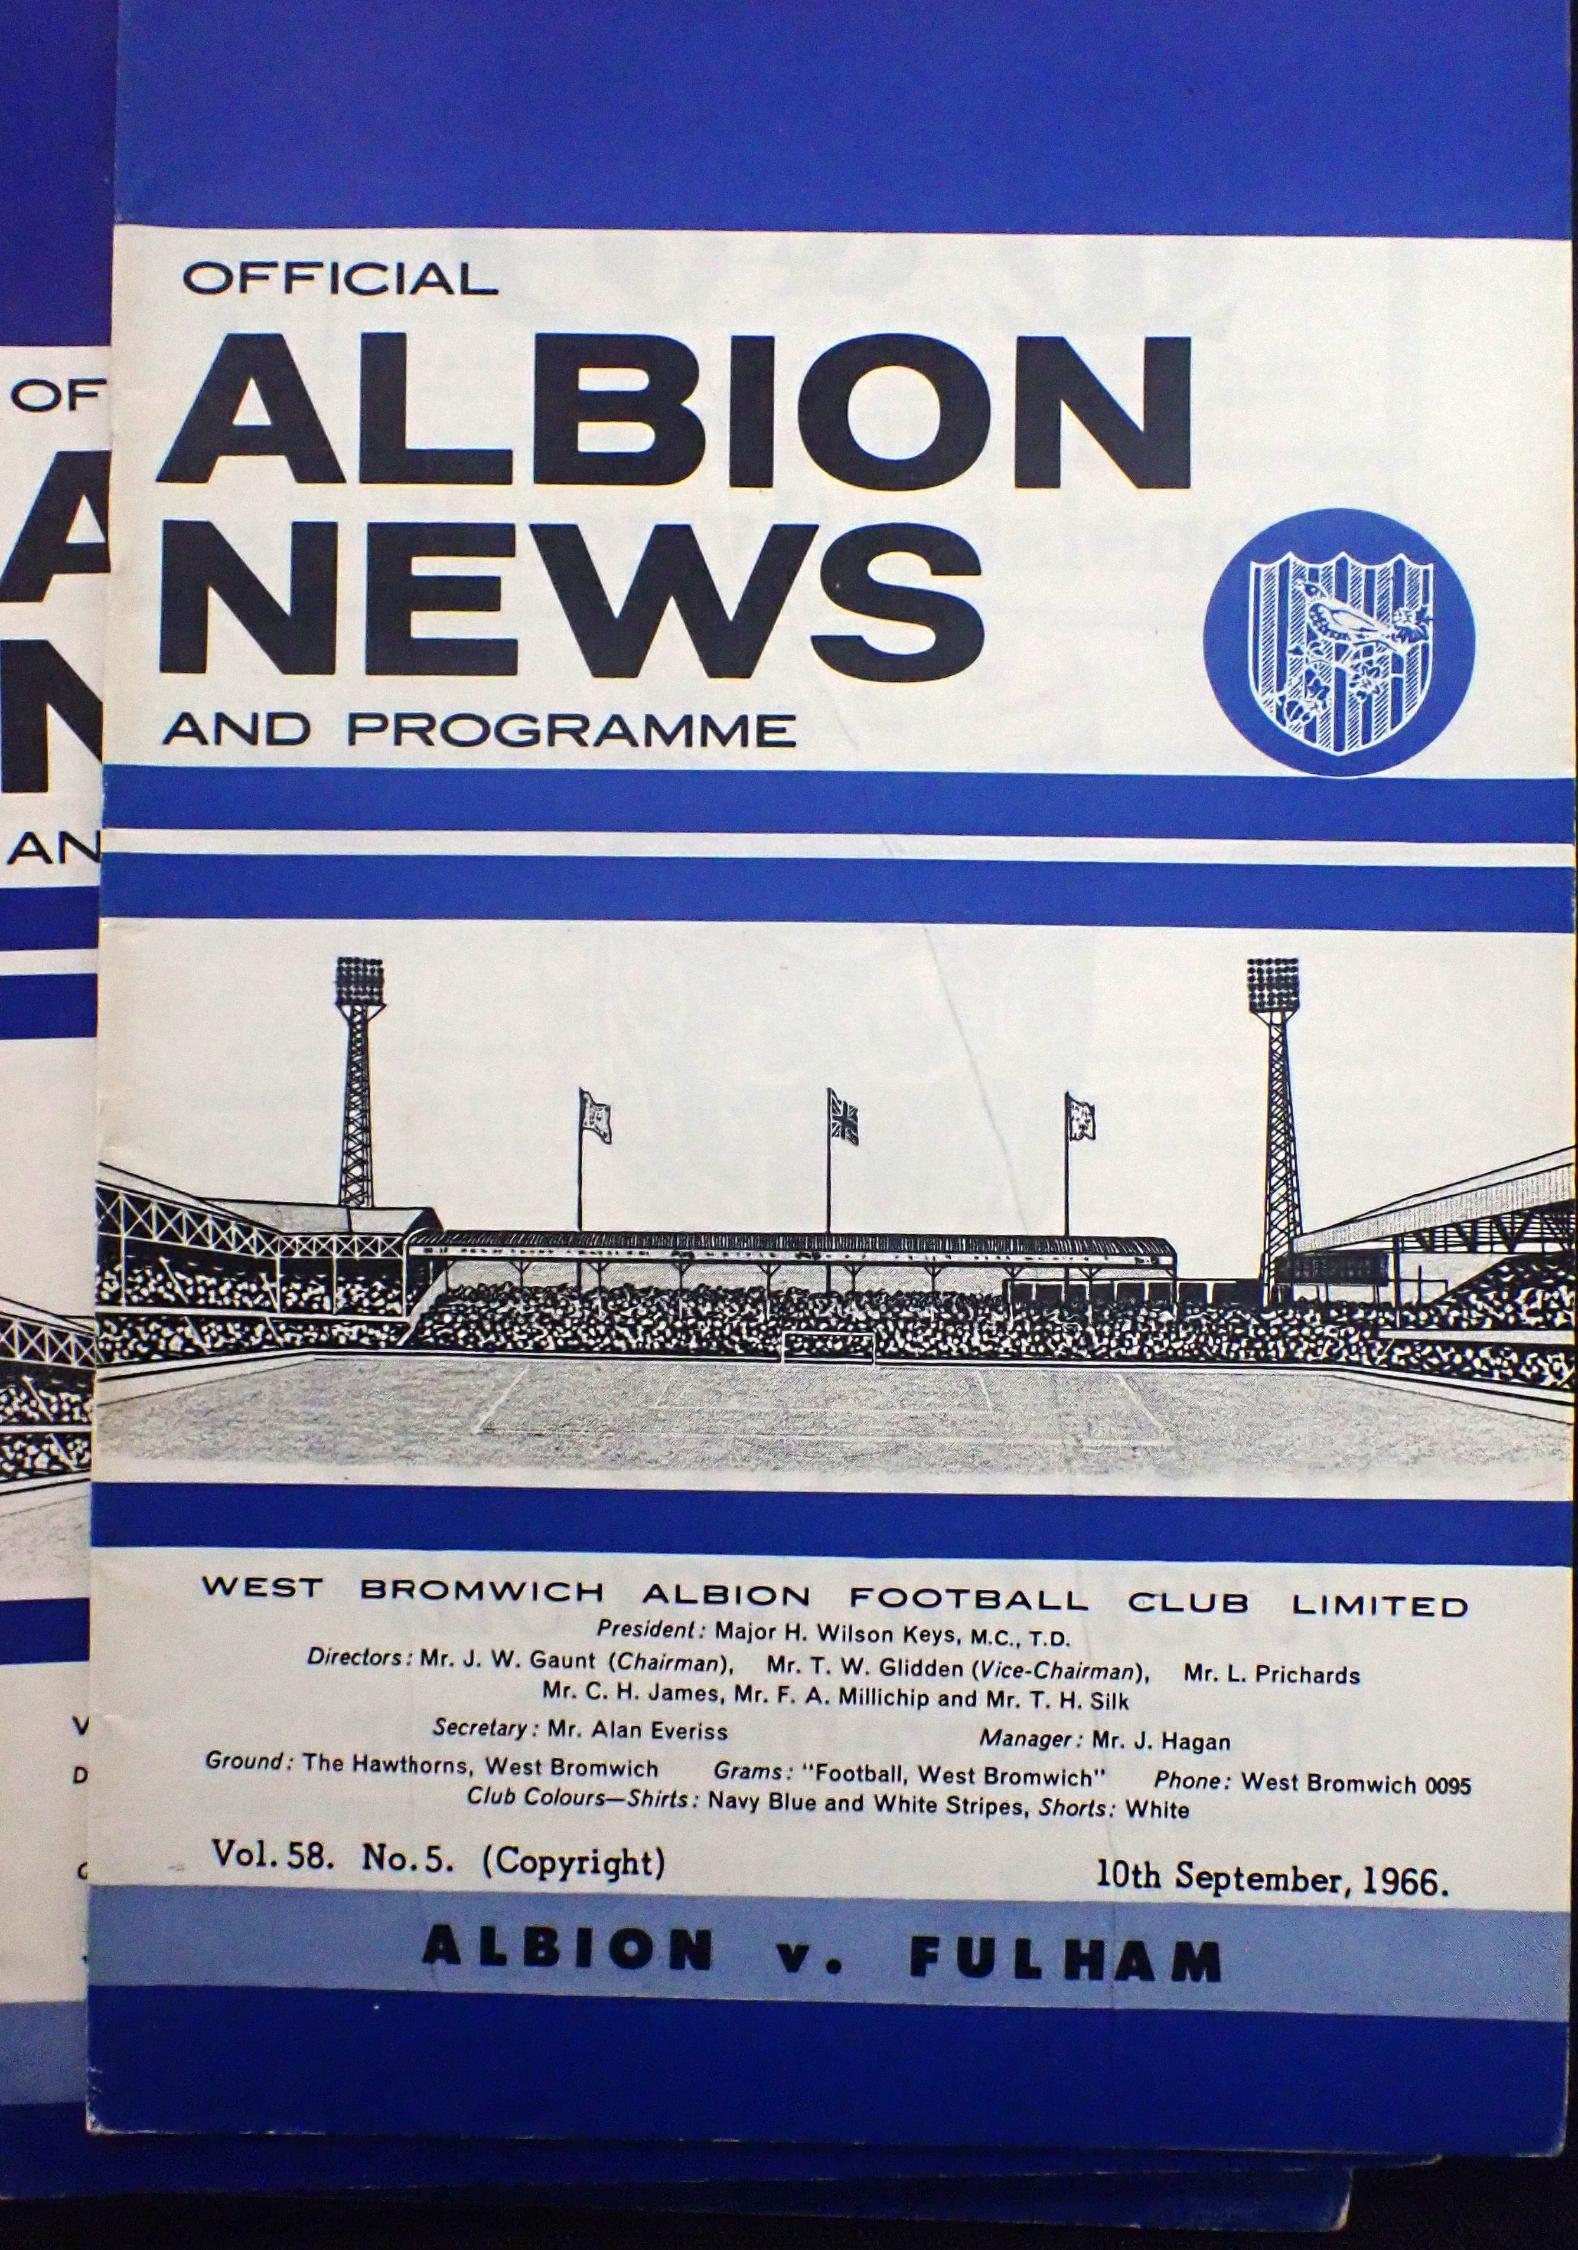 OFFICIAL
ALBION
NEWS
AND PROGRAMME
WEST BROMWICH ALBION FOOTBALL CLUB LIMITED
President: Major H. Wilson Keys, M.C., T.D.
Directors: Mr. J. W. Gaunt (Chairman), Mr. T. W. Glidden (Vice-Chairman), Mr. L. Prichards
Mr. C. H. James, Mr. F. A. Millichip and Mr. T. H. Silk
Secretary: Mr. Alan Everiss Manager: Mr. J. Hagan
Ground: The Hawthorns, West Bromwich Grams: "Football, West Bromwich" Phone: West Bromwich 0095
Club Colours—Shirts: Navy Blue and White Stripes, Shorts: White
Vol. 58. No. 5. (Copyright) 10th September, 1966.
ALBION v. FULHAM
OF
A
N
AN